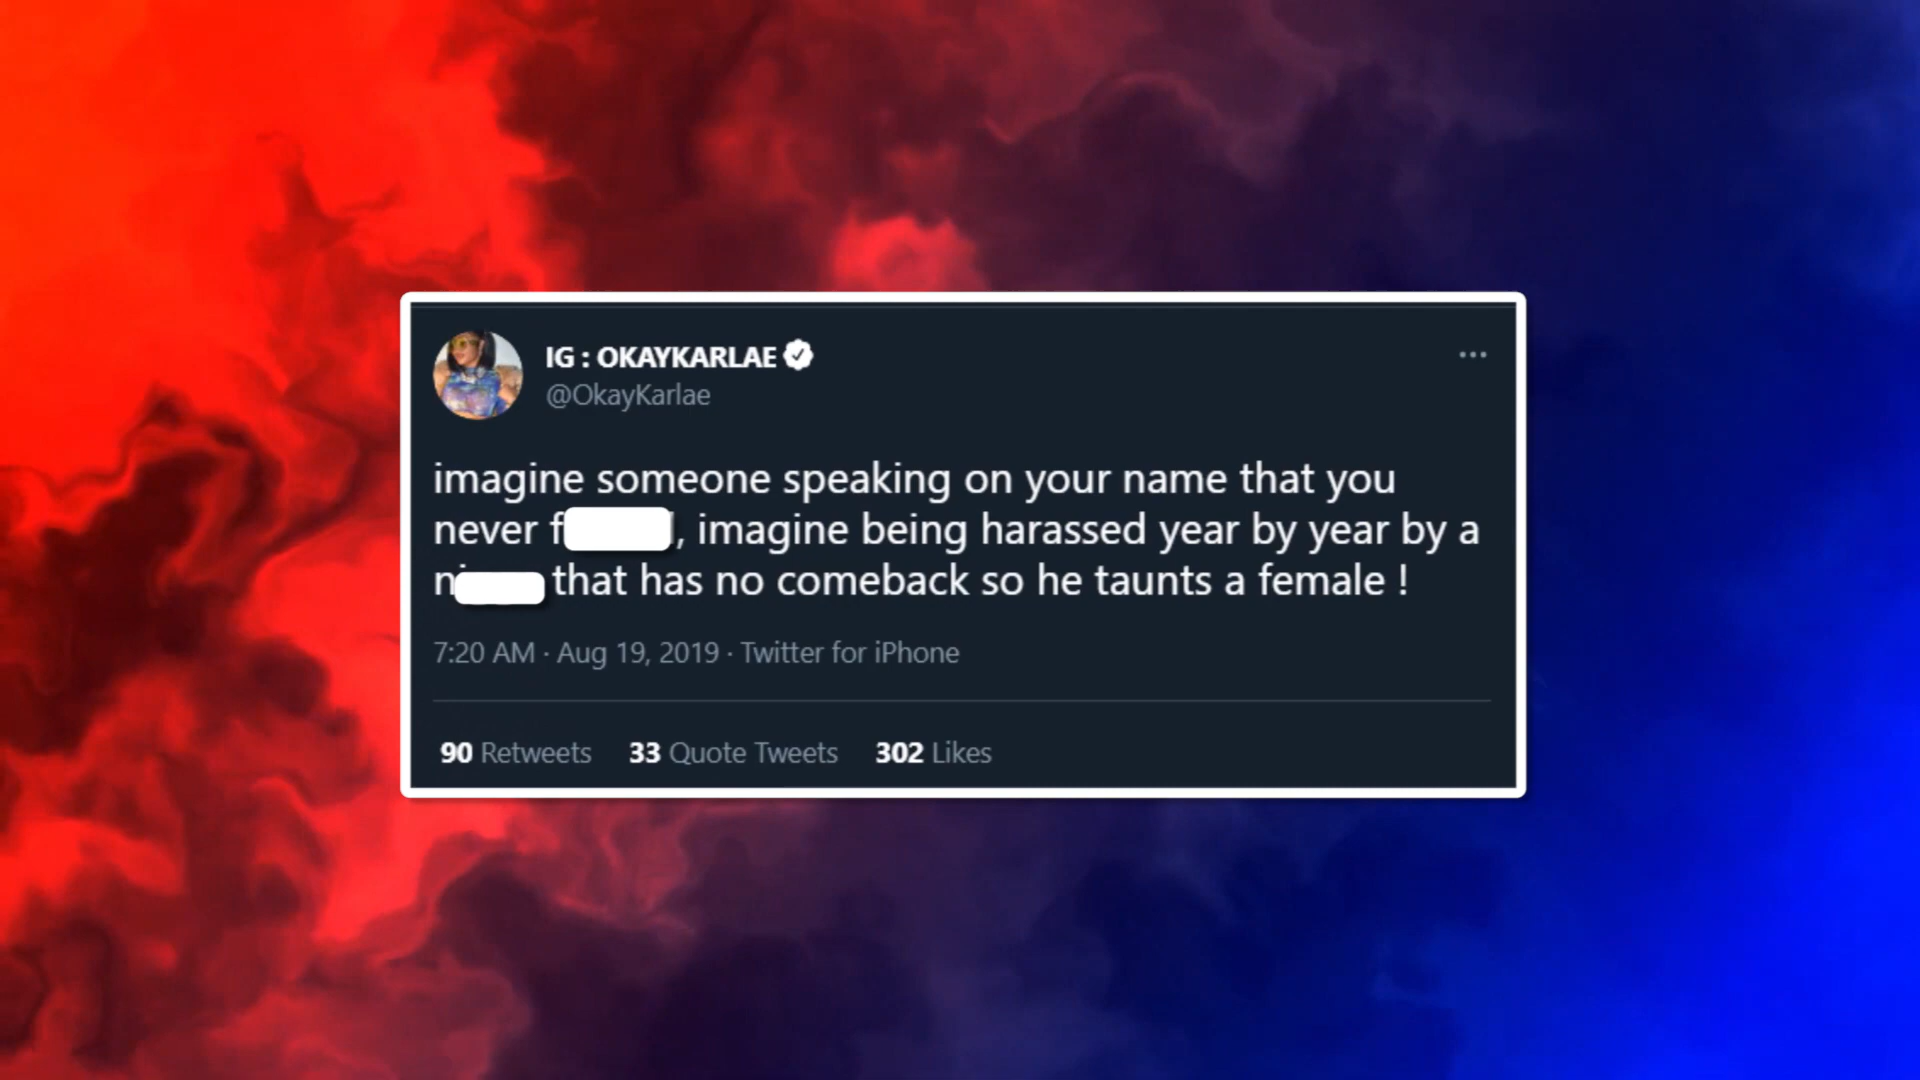 IG : OKAYKARLAE
@OkayKarlae
imagine someone speaking on your name that you
never f, imagine being harassed year by year by a
n that has no comeback so he taunts a female !
7:20 AM · Aug 19, 2019 · Twitter for iPhone
90 Retweets 33 Quote Tweets 302 Likes